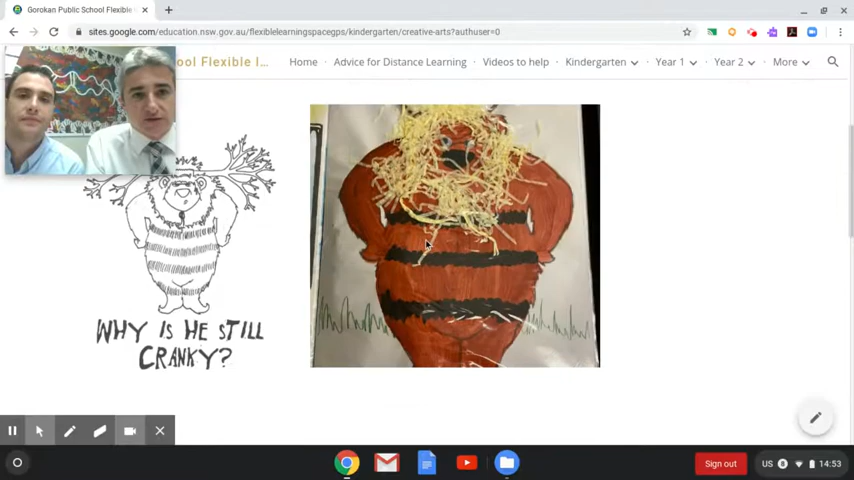 Gorokan Public School Flexible
sites.google.com/education.nsw.gov.au/flexiblelearningspacegps/kindergarten/creative-arts?authuser=0
ool Flexible l...
Home
Advice for Distance Learning
Videos to help
Kindergarten
Year 1
Year 2
More
WHY IS HE STILL
CRANKY?
Sign out
US
8
14:53